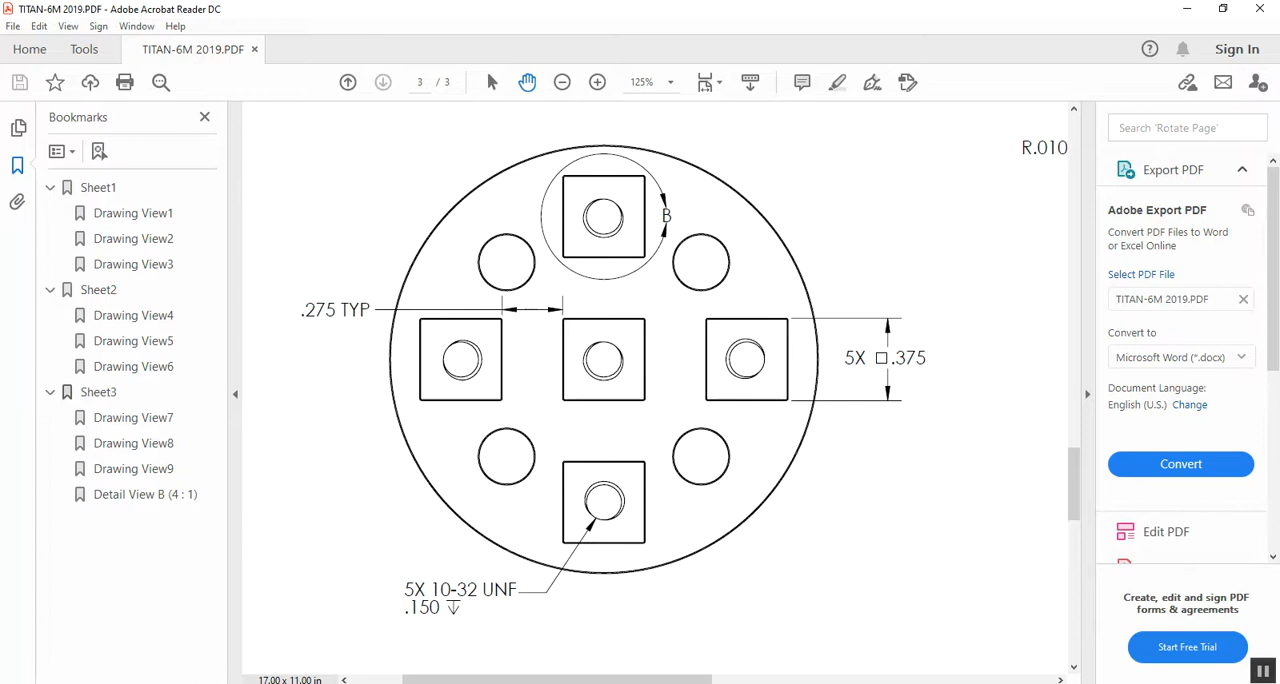 TITAN-6M 2019.PDF - Adobe Acrobat Reader DC
File Edit View Sign Window Help
Home Tools TITAN-6M 2019.PDF × Sign In
3 / 3 125%
Bookmarks
Sheet1
Drawing View1
Drawing View2
Drawing View3
Sheet2
Drawing View4
Drawing View5
Drawing View6
Sheet3
Drawing View7
Drawing View8
Drawing View9
Detail View B (4 : 1)
R.010
B
.275 TYP
5X □.375
5X 10-32 UNF
.150 ↧
17.00 x 11.00 in
Search 'Rotate Page'
Export PDF
Adobe Export PDF
Convert PDF Files to Word
or Excel Online
Select PDF File
TITAN-6M 2019.PDF
Convert to
Microsoft Word (*.docx)
Document Language:
English (U.S.) Change
Convert
Edit PDF
Create, edit and sign PDF
forms & agreements
Start Free Trial